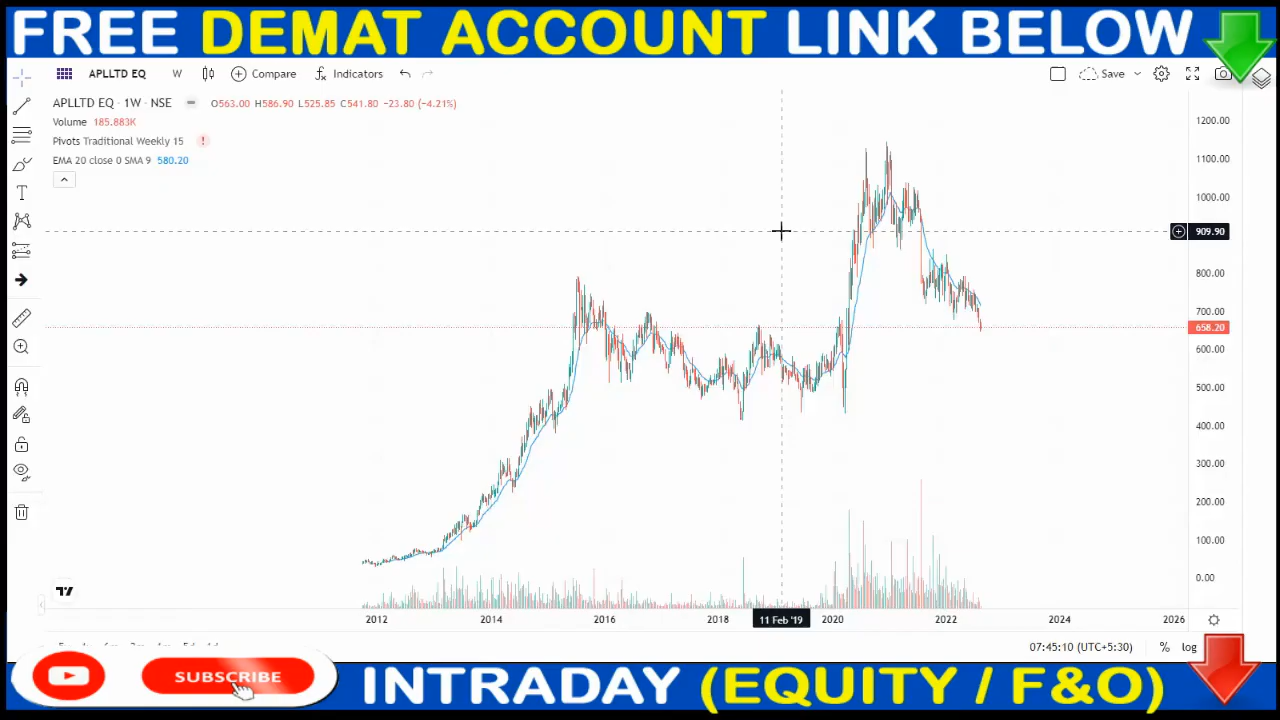 FREE DEMAT ACCOUNT LINK BELOW
APLLTD EQ W Compare Indicators Save
APLLTD EQ · 1W · NSE O563.00 H586.90 L525.85 C541.80 −23.80 (−4.21%)
Volume 185.883K
Pivots Traditional Weekly 15 !
EMA 20 close 0 SMA 9 580.20
1200.00
1100.00
1000.00
909.90
800.00
700.00
658.20
600.00
500.00
400.00
300.00
200.00
100.00
0.00
2012 2014 2016 2018 11 Feb '19 2020 2022 2024 2026
07:45:10 (UTC+5:30) % log
SUBSCRIBE
INTRADAY (EQUITY / F&O)